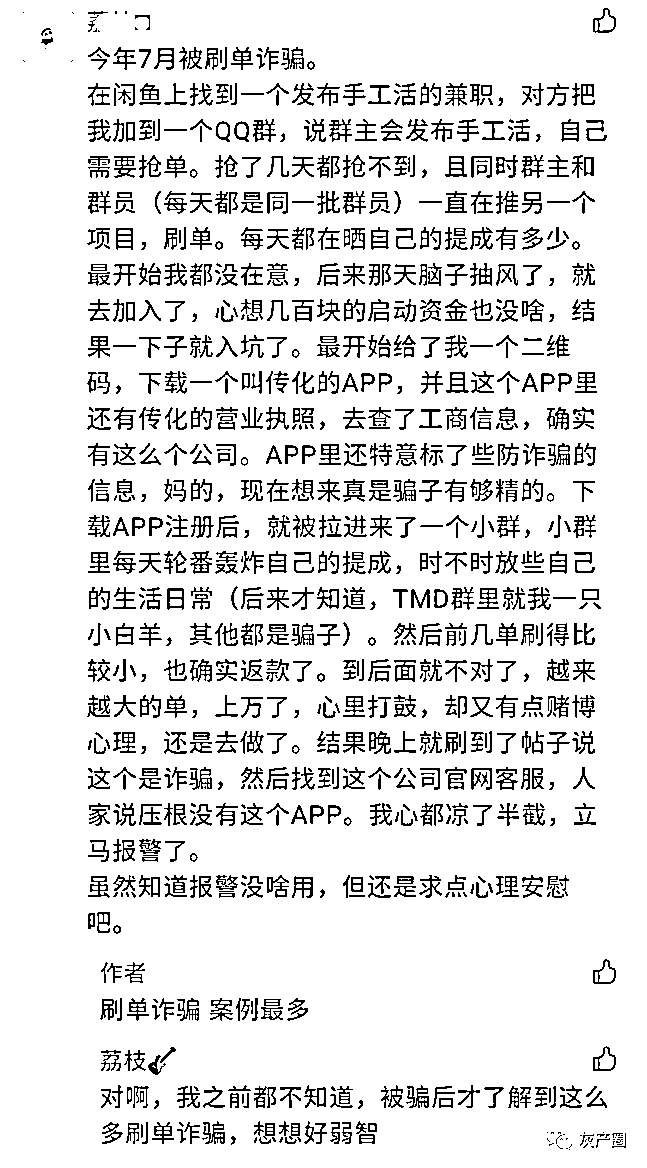 今年7月被刷单诈骗。
在闲鱼上找到一个发布手工活的兼职，对方把
我加到一个QQ群，说群主会发布手工活，自己
需要抢单。抢了几天都抢不到，且同时群主和
群员（每天都是同一批群员）一直在推另一个
项目，刷单。每天都在晒自己的提成有多少。
最开始我都没在意，后来那天脑子抽风了，就
去加入了，心想几百块的启动资金也没啥，结
果一下子就入坑了。最开始给了我一个二维
码，下载一个叫传化的APP，并且这个APP里
还有传化的营业执照，去查了工商信息，确实
有这么个公司。APP里还特意标了些防诈骗的
信息，妈的，现在想来真是骗子有够精的。下
载APP注册后，就被拉进来了一个小群，小群
里每天轮番轰炸自己的提成，时不时放些自己
的生活日常（后来才知道，TMD群里就我一只
小白羊，其他都是骗子）。然后前几单刷得比
较小，也确实返款了。到后面就不对了，越来
越大的单，上万了，心里打鼓，却又有点赌博
心理，还是去做了。结果晚上就刷到了帖子说
这个是诈骗，然后找到这个公司官网客服，人
家说压根没有这个APP。我心都凉了半截，立
马报警了。
虽然知道报警没啥用，但还是求点心理安慰
吧。
作者
刷单诈骗 案例最多
荔枝
对啊，我之前都不知道，被骗后才了解到这么
多刷单诈骗，想想好弱智
灰产圈